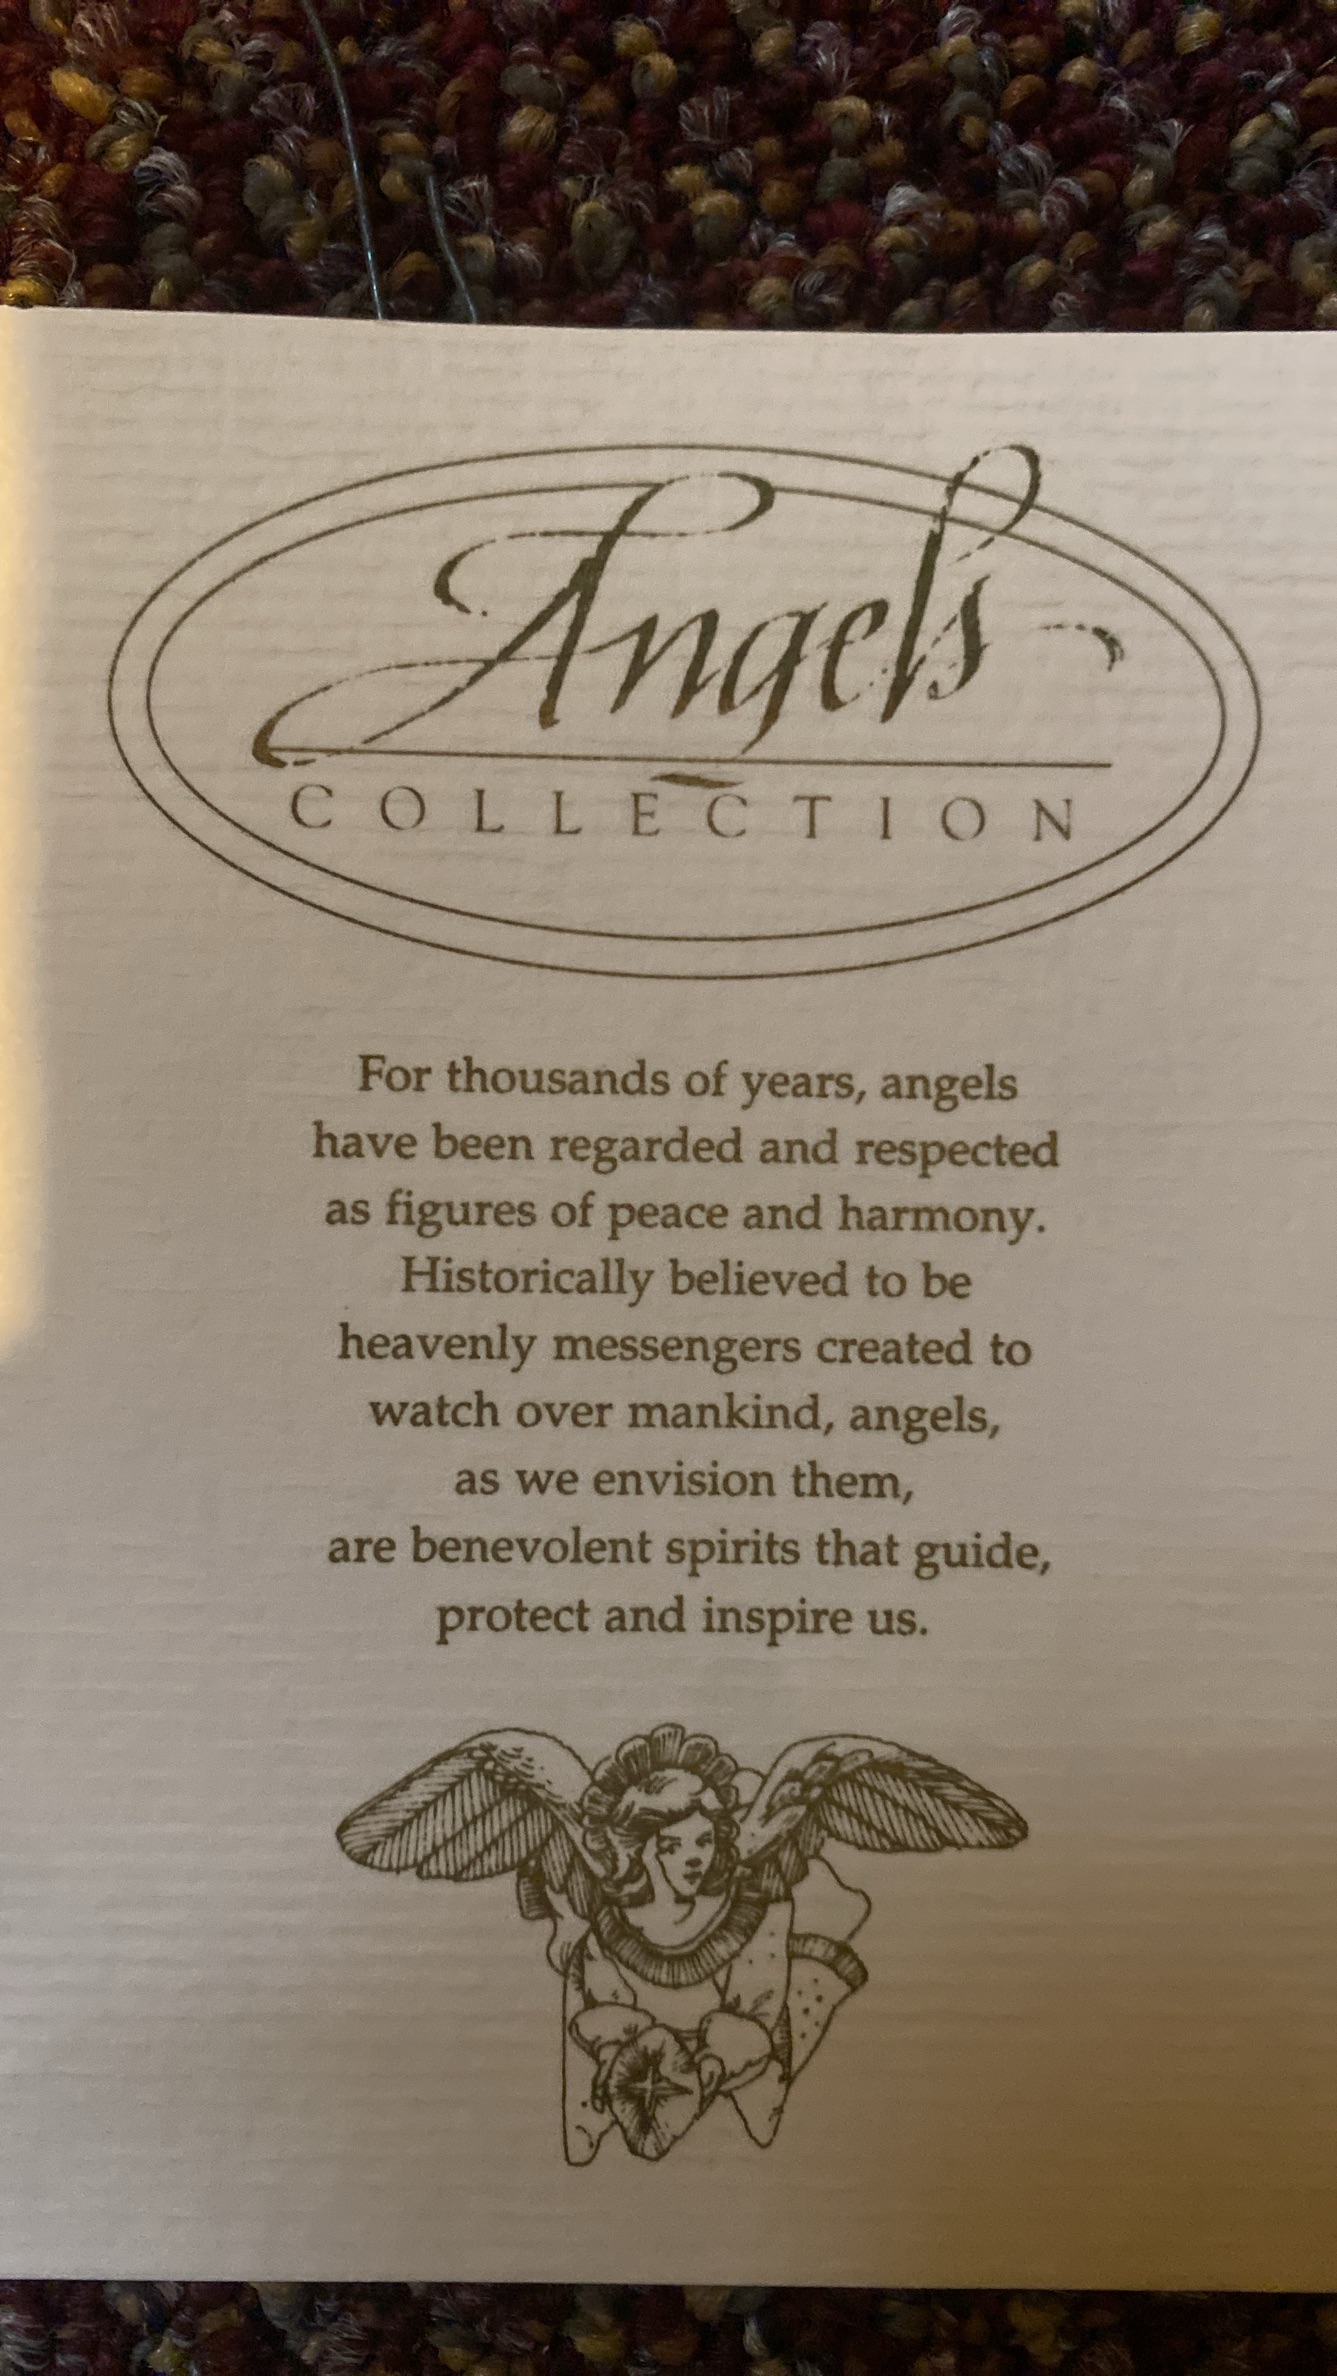 Angels
COLLECTION
For thousands of years, angels
have been regarded and respected
as figures of peace and harmony.
Historically believed to be
heavenly messengers created to
watch over mankind, angels,
as we envision them,
are benevolent spirits that guide,
protect and inspire us.